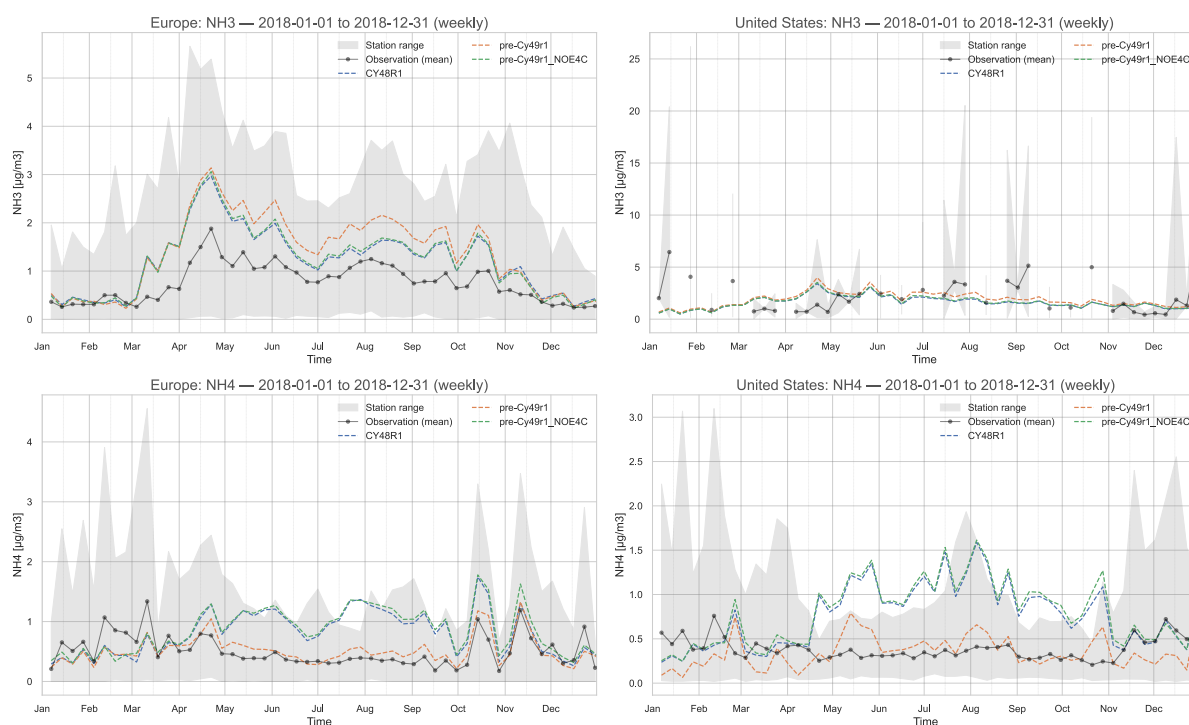 Europe: NH3 — 2018-01-01 to 2018-12-31 (weekly)
Station range
Observation (mean)
CY48R1
pre-Cy49r1
pre-Cy49r1_NOE4C
NH3 [µg/m3]
5
4
3
2
1
0
Jan Feb Mar Apr May Jun Jul Aug Sep Oct Nov Dec
Time
United States: NH3 — 2018-01-01 to 2018-12-31 (weekly)
Station range
Observation (mean)
CY48R1
pre-Cy49r1
pre-Cy49r1_NOE4C
NH3 [µg/m3]
25
20
15
10
5
0
Jan Feb Mar Apr May Jun Jul Aug Sep Oct Nov Dec
Time
Europe: NH4 — 2018-01-01 to 2018-12-31 (weekly)
Station range
Observation (mean)
CY48R1
pre-Cy49r1
pre-Cy49r1_NOE4C
NH4 [µg/m3]
4
3
2
1
0
Jan Feb Mar Apr May Jun Jul Aug Sep Oct Nov Dec
Time
United States: NH4 — 2018-01-01 to 2018-12-31 (weekly)
Station range
Observation (mean)
CY48R1
pre-Cy49r1
pre-Cy49r1_NOE4C
NH4 [µg/m3]
3.0
2.5
2.0
1.5
1.0
0.5
0.0
Jan Feb Mar Apr May Jun Jul Aug Sep Oct Nov Dec
Time